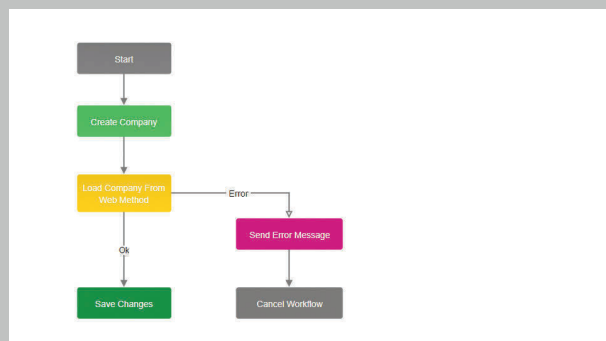 Start
Create Company
Load Company From
Web Method
Error
Send Error Message
Ok
Save Changes
Cancel Workflow